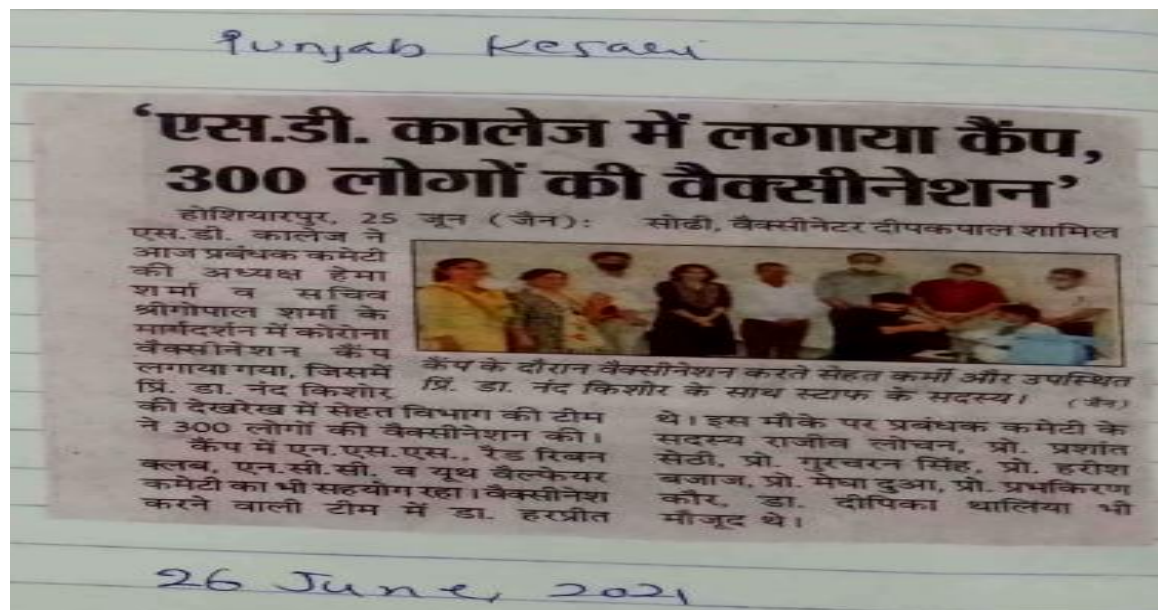 Punjab Kesari
‘एस.डी. कालेज में लगाया कैंप,
300 लोगों की वैक्सीनेशन’
होशियारपुर, 25 जून (जैन):
एस.डी. कालेज ने
आज प्रबंधक कमेटी
की अध्यक्ष हेमा
शर्मा व सचिव
श्रीगोपाल शर्मा के
मार्गदर्शन में कोरोना
वैक्सीनेशन कैंप
लगाया गया, जिसमें
प्रिं. डा. नंद किशोर
की देखरेख में सेहत विभाग की टीम
ने 300 लोगों की वैक्सीनेशन की।
कैंप में एन.एस.एस., रैड रिबन
क्लब, एन.सी.सी. व यूथ वैल्फेयर
कमेटी का भी सहयोग रहा। वैक्सीनेश
करने वाली टीम में डा. हरप्रीत
सोढी, वैक्सीनेटर दीपकपाल शामिल
कैंप के दौरान वैक्सीनेशन करते सेहत कर्मी और उपस्थित
प्रिं. डा. नंद किशोर के साथ स्टाफ के सदस्य। (जैन)
थे। इस मौके पर प्रबंधक कमेटी के
सदस्य राजीव लोचन, प्रो. प्रशांत
सेठी, प्रो. गुरचरन सिंह, प्रो. हरीश
बजाज, प्रो. मेघा दुआ, प्रो. प्रभकिरण
कौर, डा. दीपिका धालिया भी
मौजूद थे।
26 June, 2021